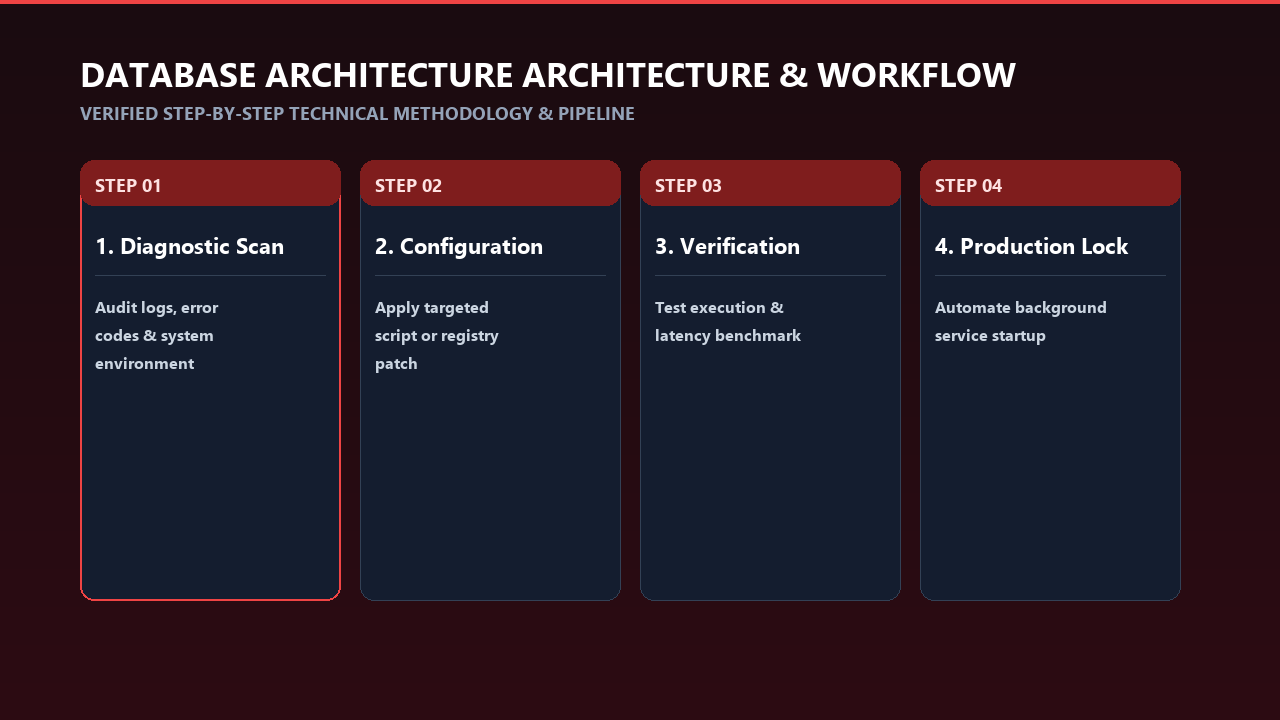 DATABASE ARCHITECTURE ARCHITECTURE & WORKFLOW
VERIFIED STEP-BY-STEP TECHNICAL METHODOLOGY & PIPELINE
STEP 01
1. Diagnostic Scan
Audit logs, error
codes & system
environment
STEP 02
2. Configuration
Apply targeted
script or registry
patch
STEP 03
3. Verification
Test execution &
latency benchmark
STEP 04
4. Production Lock
Automate background
service startup